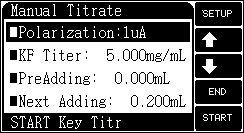 Manual Titrate
■Polarization:1uA
■KF Titer: 5.000mg/mL
■PreAdding: 0.000mL
■Next Adding: 0.200mL
START Key Titr
SETUP
END
START